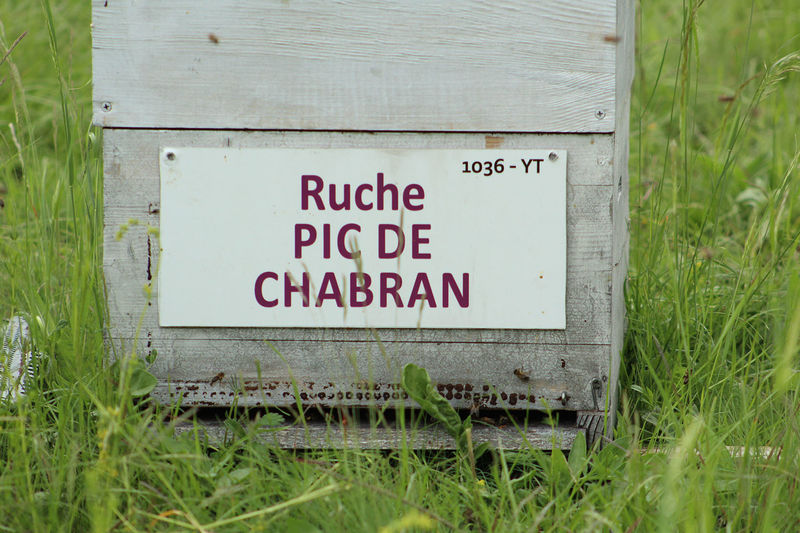 1036 - YT
Ruche
PIC DE
CHABRAN